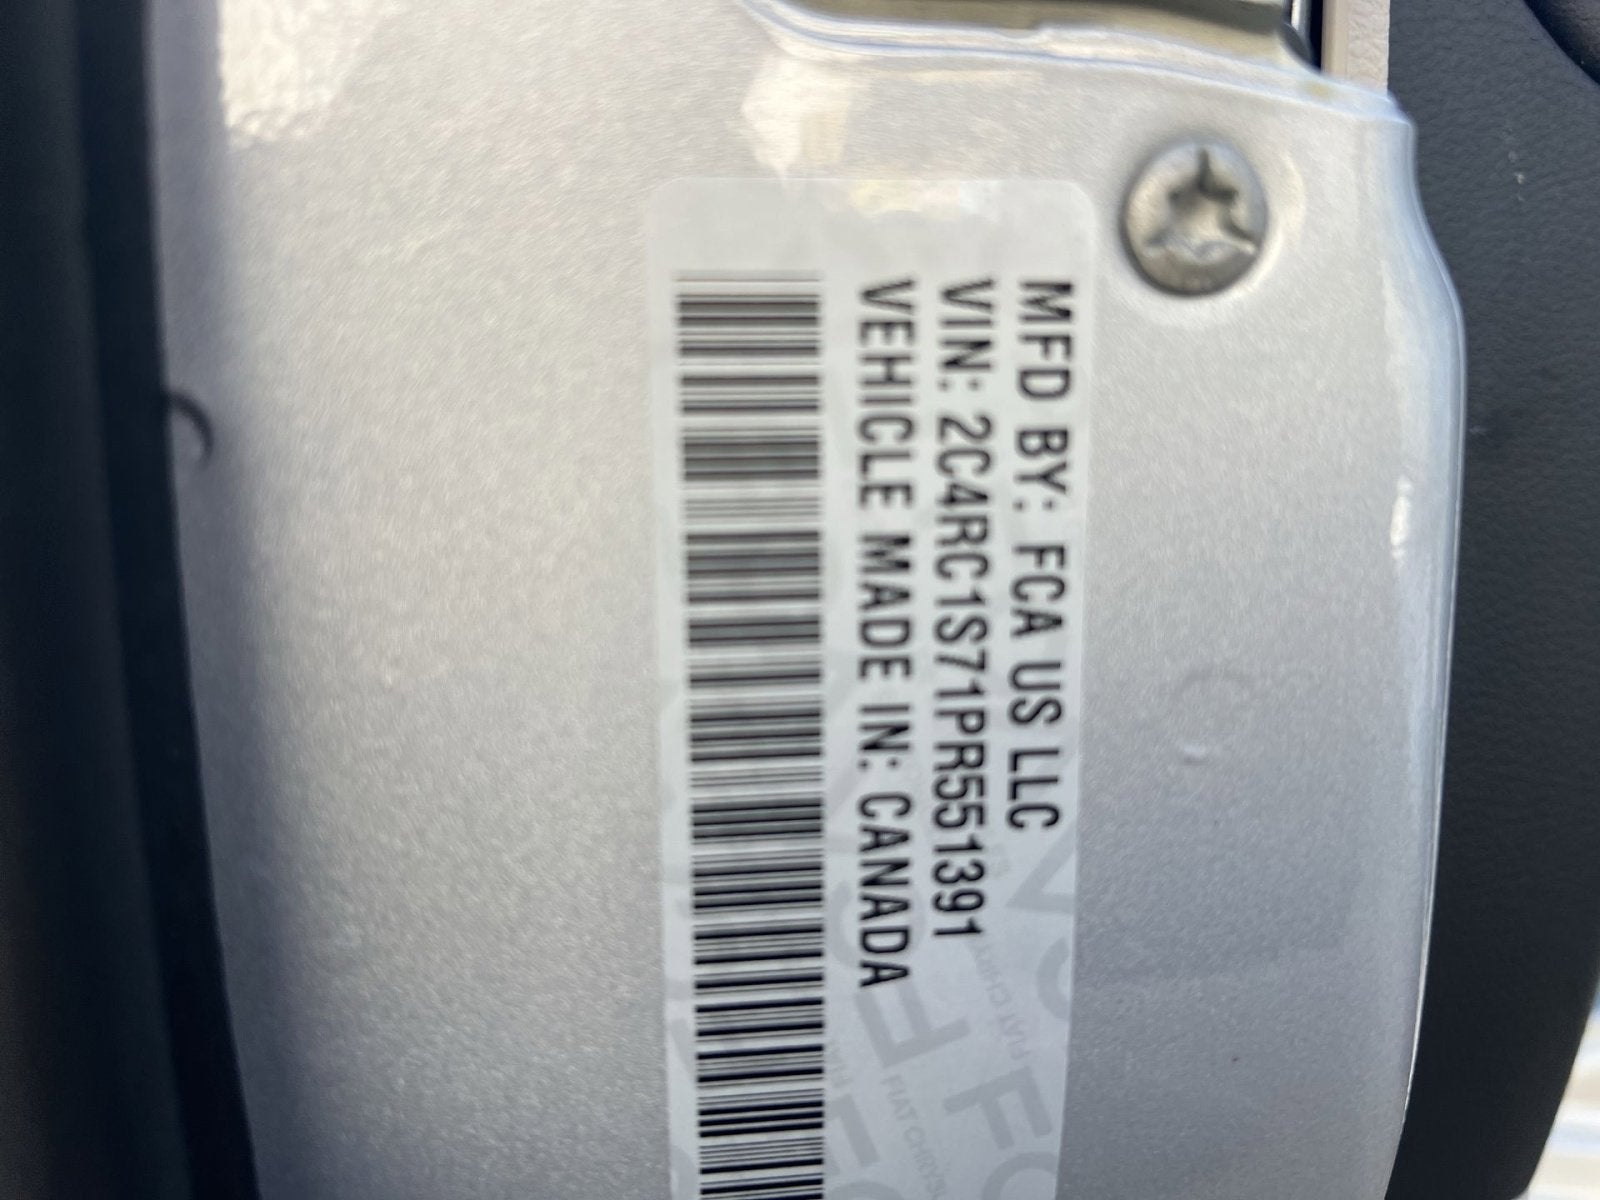 MFD BY: FCA US LLC
VIN: 2C4RC1S71PR551391
VEHICLE MADE IN: CANADA